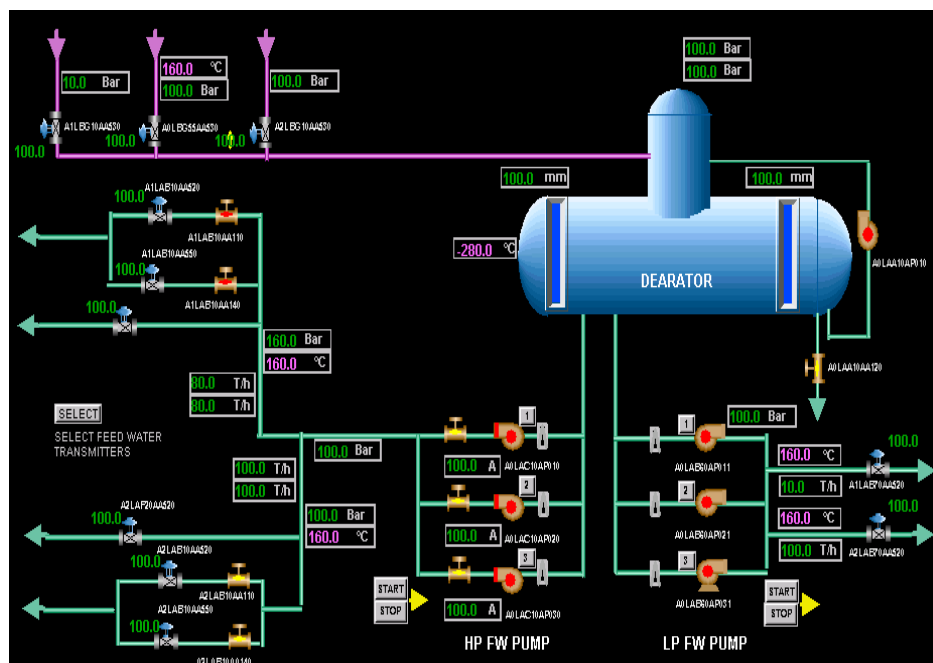 100.0 Bar
100.0 Bar
160.0 °C
10.0 Bar
100.0 Bar
100.0 Bar
A1LBG10AA530
A0LBG55AA530
A2LBG10AA530
100.0
100.0
100.0
100.0 mm
100.0 mm
A1LAB10AA520
100.0
A1LAB10AA110
A1LAB10AA550
100.0
A1LAB10AA140
-280.0 °C
A0LAA10AP010
DEARATOR
100.0
160.0 Bar
160.0 °C
A0LAA10AA120
80.0 T/h
80.0 T/h
SELECT
SELECT FEED WATER
TRANSMITTERS
100.0 Bar
1
1
100.0 Bar
100.0
160.0 °C
100.0 T/h
100.0 T/h
100.0 A
A0LAC10AP010
A0LAB60AP011
10.0 T/h
A1LAB70AA520
2
2
A2LAF20AA520
100.0
100.0 Bar
160.0 °C
160.0 °C
100.0
100.0 A
A0LAC10AP020
A0LAB60AP021
100.0 T/h
A2LAB70AA520
A2LAB10AA520
100.0
A2LAB10AA110
3
3
A2LAB10AA550
100.0
START
STOP
100.0 A
A0LAC10AP030
A0LAB60AP031
START
STOP
HP FW PUMP
LP FW PUMP